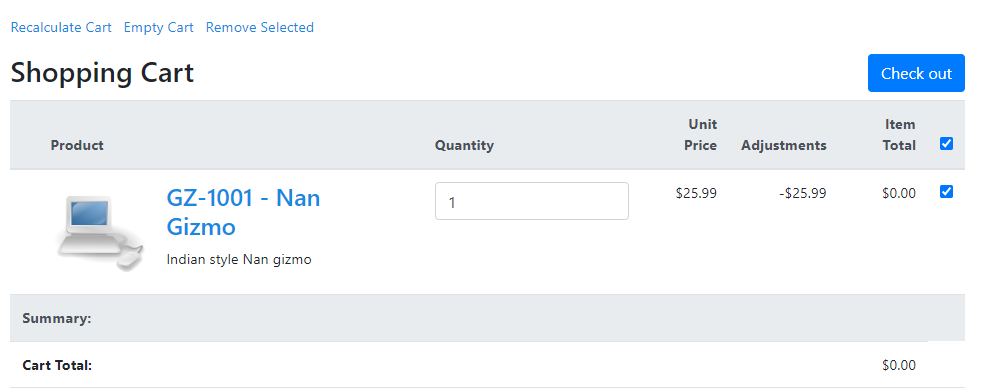 Recalculate Cart Empty Cart Remove Selected
Shopping Cart
Check out
Product Quantity Unit Price Adjustments Item Total
GZ-1001 - Nan
Gizmo
1 $25.99 -$25.99 $0.00
Indian style Nan gizmo
Summary:
Cart Total: $0.00